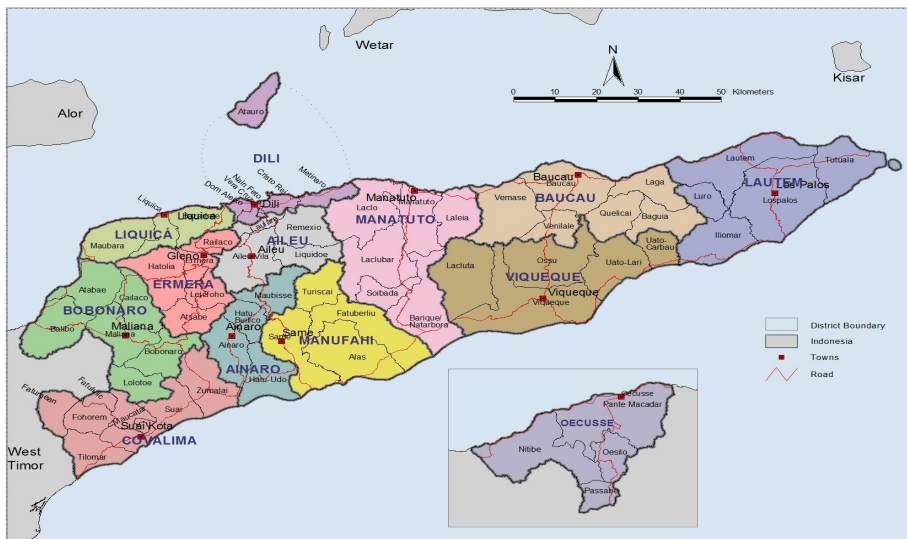 Wetar
N
Kisar
0 10 20 30 40 50 Kilometers
Alor
Atauro
DILI
Metinaro
Cristo Rei
Nain Feto
Vera Cruz
Dom Aleixo
Dili
Lautem
Tutuala
LAUTEM
Los Palos
Lospalos
Luro
Iliomar
Baucau
Baucau
BAUCAU
Laga
Vemase
Quelicai
Baguia
Venilale
Manatuto
Manatuto
MANATUTO
Laclo
Laleia
Laclubar
Soibada
Barique/
Natarbora
Liquica
Liquica
LIQUIÇÁ
Maubara
Railaco
Gleno
Ermera
Hatolia
ERMERA
Letefoho
Atsabe
AILEU
Aileu
Remexio
Liquidoe
Laulara
Aileu Vila
Ossu
Uato-
Carbau
Uato-Lari
Lacluta
VIQUEQUE
Viqueque
Viqueque
Atabae
Cailaco
BOBONARO
Maliana
Maliana
Balibo
Bobonaro
Lolotoe
Maubisse
Hatu
Builico
Ainaro
Ainaro
AINARO
Hatu-Udo
Turiscai
Fatuberliu
Same
Same
MANUFAHI
Alas
Zumalai
Suai
Fatululic
Fohorem
Maucatar
Suai Kota
COVALIMA
Tilomar
West
Timor
District Boundary
Indonesia
Towns
Road
Oecusse
Pante Macadar
OECUSSE
Nitibe
Oesilo
Passabe